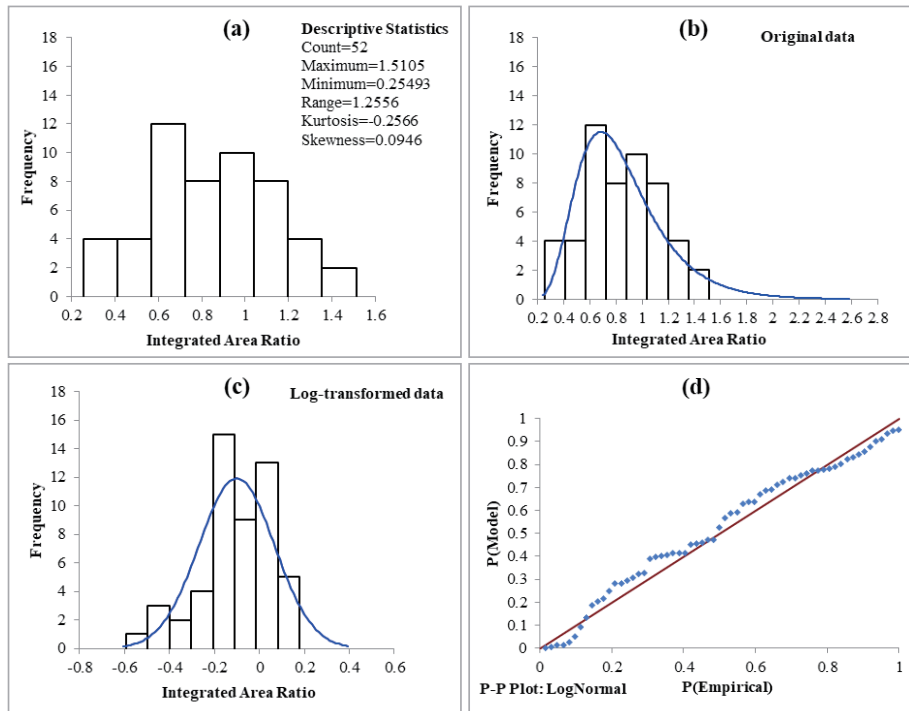 (a)
Descriptive Statistics
Count=52
Maximum=1.5105
Minimum=0.25493
Range=1.2556
Kurtosis=-0.2566
Skewness=0.0946
18
16
14
12
10
8
6
4
2
0
Frequency
0.2 0.4 0.6 0.8 1 1.2 1.4 1.6
Integrated Area Ratio
(b)
Original data
18
16
14
12
10
8
6
4
2
0
Frequency
0.2 0.4 0.6 0.8 1 1.2 1.4 1.6 1.8 2 2.2 2.4 2.6 2.8
Integrated Area Ratio
(c)
Log-transformed data
18
16
14
12
10
8
6
4
2
0
Frequency
-0.8 -0.6 -0.4 -0.2 0 0.2 0.4 0.6
Integrated Area Ratio
(d)
1
0.9
0.8
0.7
0.6
0.5
0.4
0.3
0.2
0.1
0
P(Model)
0 0.2 0.4 0.6 0.8 1
P-P Plot: LogNormal
P(Empirical)